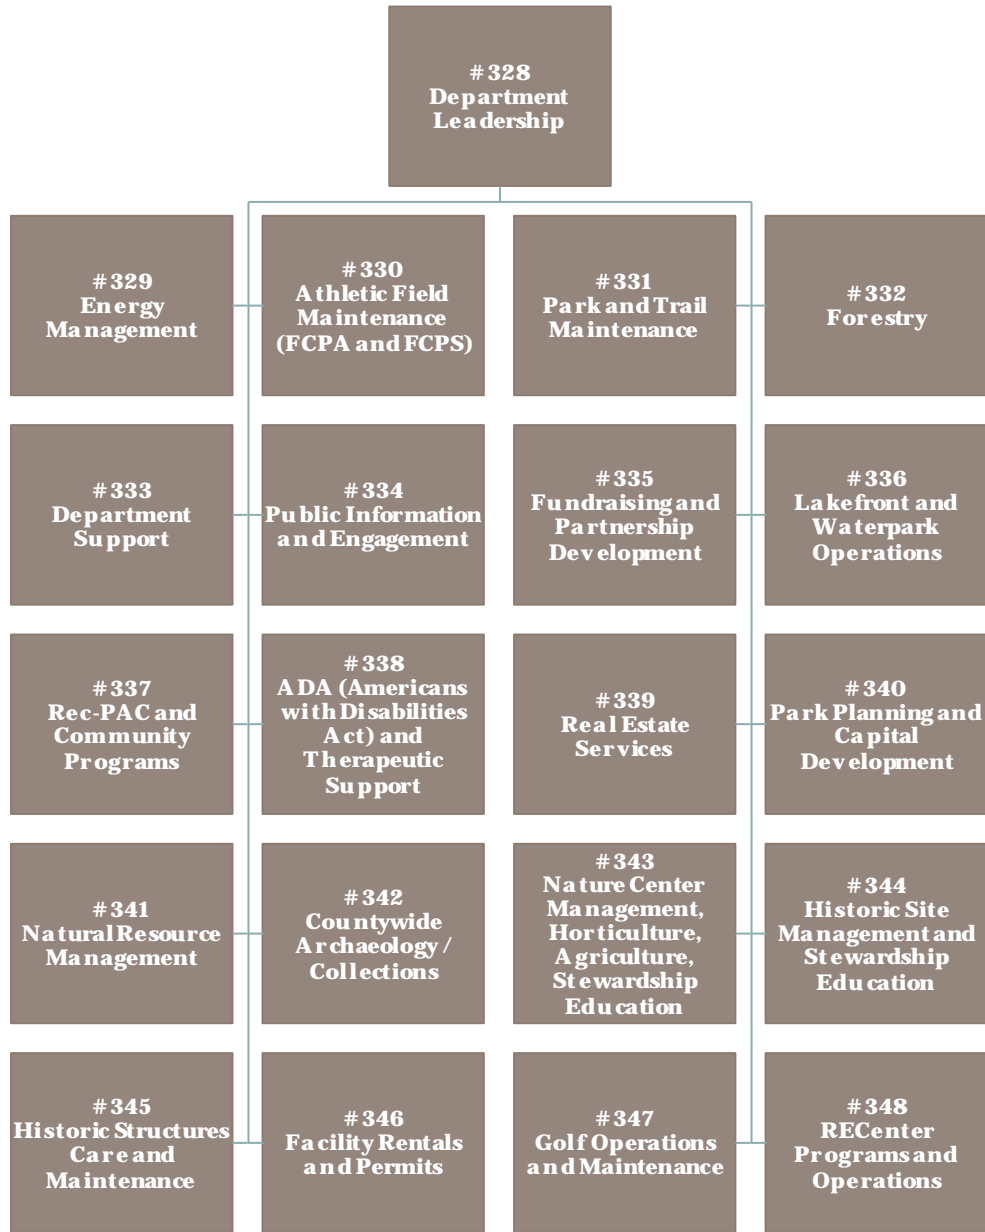 #328
Department
Leadership
#329
Energy
Management
#330
Athletic Field
Maintenance
(FCPA and FCPS)
#331
Park and Trail
Maintenance
#332
Forestry
#333
Department
Support
#334
Public Information
and Engagement
#335
Fundraising and
Partnership
Development
#336
Lakefront and
Waterpark
Operations
#337
Rec-PAC and
Community
Programs
#338
ADA (Americans
with Disabilities
Act) and
Therapeutic
Support
#339
Real Estate
Services
#340
Park Planning and
Capital
Development
#341
Natural Resource
Management
#342
Countywide
Archaeology /
Collections
#343
Nature Center
Management,
Horticulture,
Agriculture,
Stewardship
Education
#344
Historic Site
Management and
Stewardship
Education
#345
Historic Structures
Care and
Maintenance
#346
Facility Rentals
and Permits
#347
Golf Operations
and Maintenance
#348
RECenter
Programs and
Operations